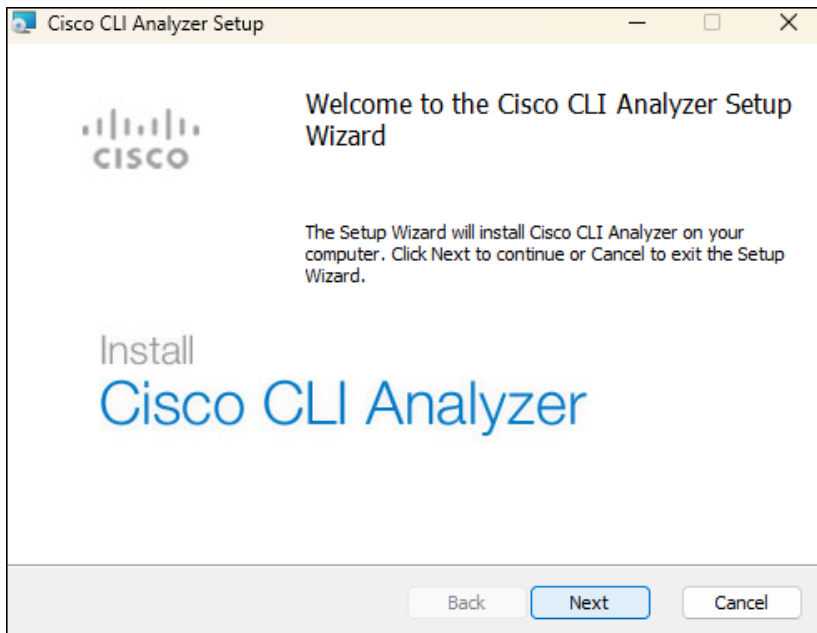 Cisco CLI Analyzer Setup
CISCO
Welcome to the Cisco CLI Analyzer Setup
Wizard
The Setup Wizard will install Cisco CLI Analyzer on your
computer. Click Next to continue or Cancel to exit the Setup
Wizard.
Install
Cisco CLI Analyzer
Back
Next
Cancel